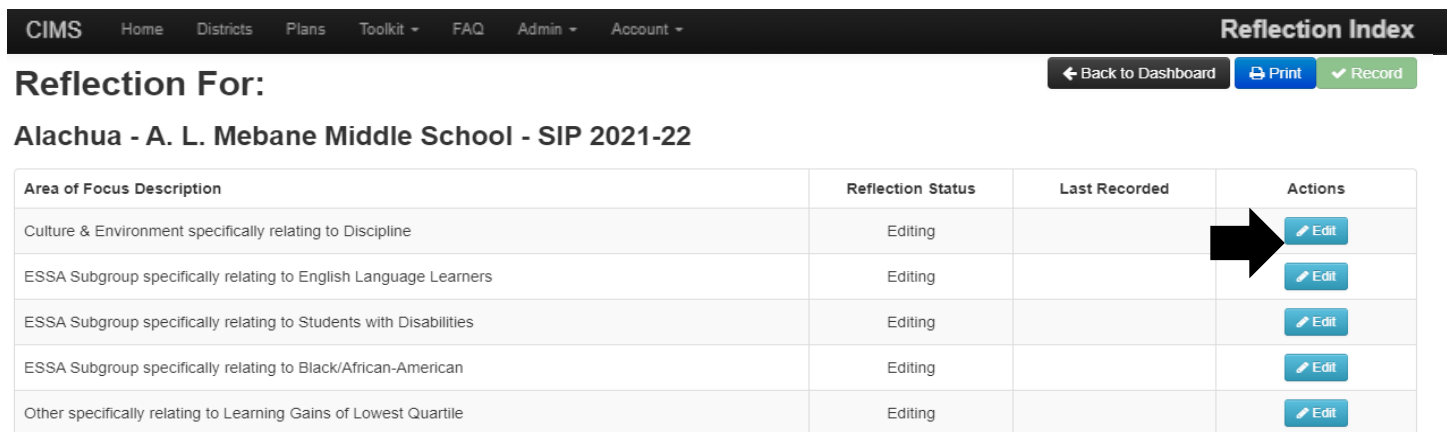 CIMS Home Districts Plans Toolkit FAQ Admin Account Reflection Index
Reflection For: Back to Dashboard Print Record
Alachua - A. L. Mebane Middle School - SIP 2021-22
Area of Focus Description Reflection Status Last Recorded Actions
Culture & Environment specifically relating to Discipline Editing Edit
ESSA Subgroup specifically relating to English Language Learners Editing Edit
ESSA Subgroup specifically relating to Students with Disabilities Editing Edit
ESSA Subgroup specifically relating to Black/African-American Editing Edit
Other specifically relating to Learning Gains of Lowest Quartile Editing Edit